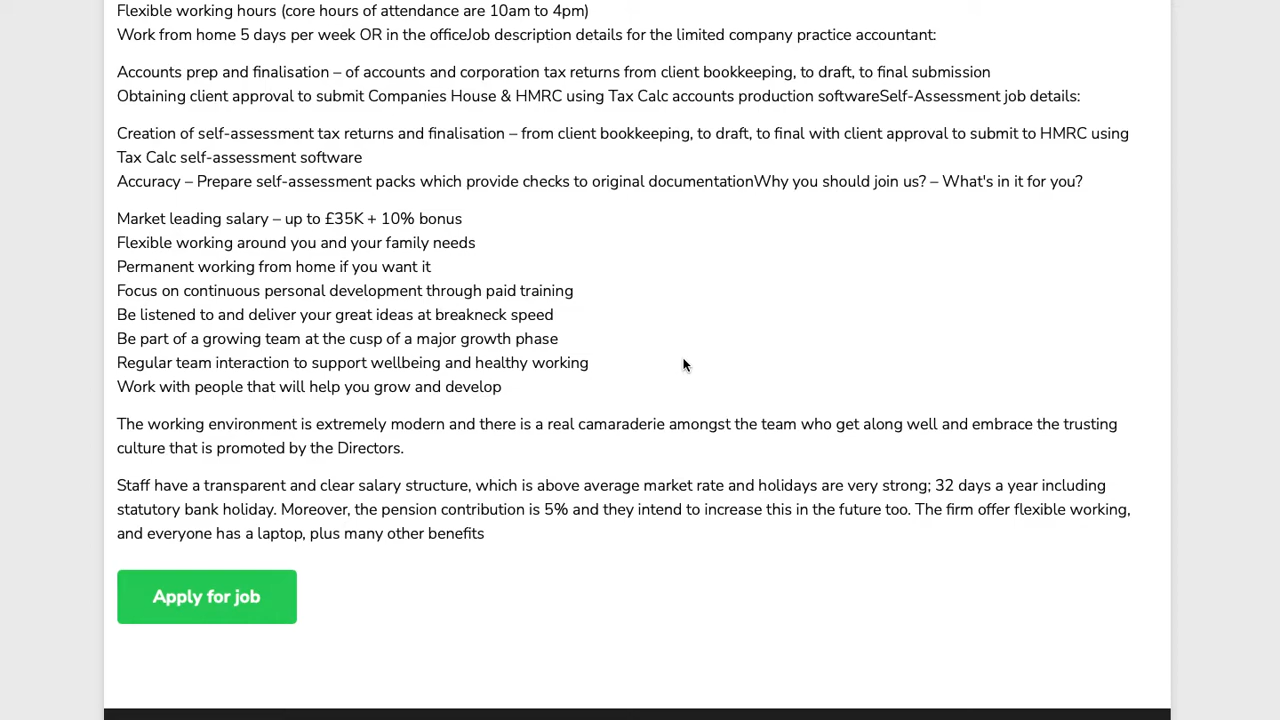 Flexible working hours (core hours of attendance are 10am to 4pm)
Work from home 5 days per week OR in the officeJob description details for the limited company practice accountant:
Accounts prep and finalisation – of accounts and corporation tax returns from client bookkeeping, to draft, to final submission
Obtaining client approval to submit Companies House & HMRC using Tax Calc accounts production softwareSelf-Assessment job details:
Creation of self-assessment tax returns and finalisation – from client bookkeeping, to draft, to final with client approval to submit to HMRC using
Tax Calc self-assessment software
Accuracy – Prepare self-assessment packs which provide checks to original documentationWhy you should join us? – What's in it for you?
Market leading salary – up to £35K + 10% bonus
Flexible working around you and your family needs
Permanent working from home if you want it
Focus on continuous personal development through paid training
Be listened to and deliver your great ideas at breakneck speed
Be part of a growing team at the cusp of a major growth phase
Regular team interaction to support wellbeing and healthy working
Work with people that will help you grow and develop
The working environment is extremely modern and there is a real camaraderie amongst the team who get along well and embrace the trusting
culture that is promoted by the Directors.
Staff have a transparent and clear salary structure, which is above average market rate and holidays are very strong; 32 days a year including
statutory bank holiday. Moreover, the pension contribution is 5% and they intend to increase this in the future too. The firm offer flexible working,
and everyone has a laptop, plus many other benefits
Apply for job